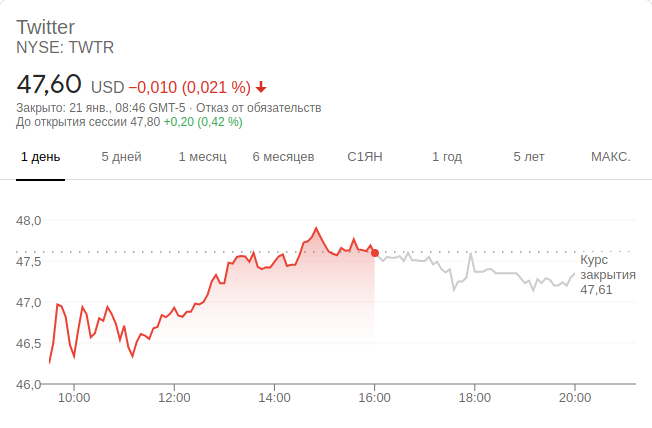 Twitter
NYSE: TWTR
47,60 USD −0,010 (0,021 %)
Закрыто: 21 янв., 08:46 GMT-5 · Отказ от обязательств
До открытия сессии 47,80 +0,20 (0,42 %)
1 день 5 дней 1 месяц 6 месяцев С1ЯН 1 год 5 лет МАКС.
48,0
47,5
47,0
46,5
46,0
Курс
закрытия
47,61
10:00 12:00 14:00 16:00 18:00 20:00